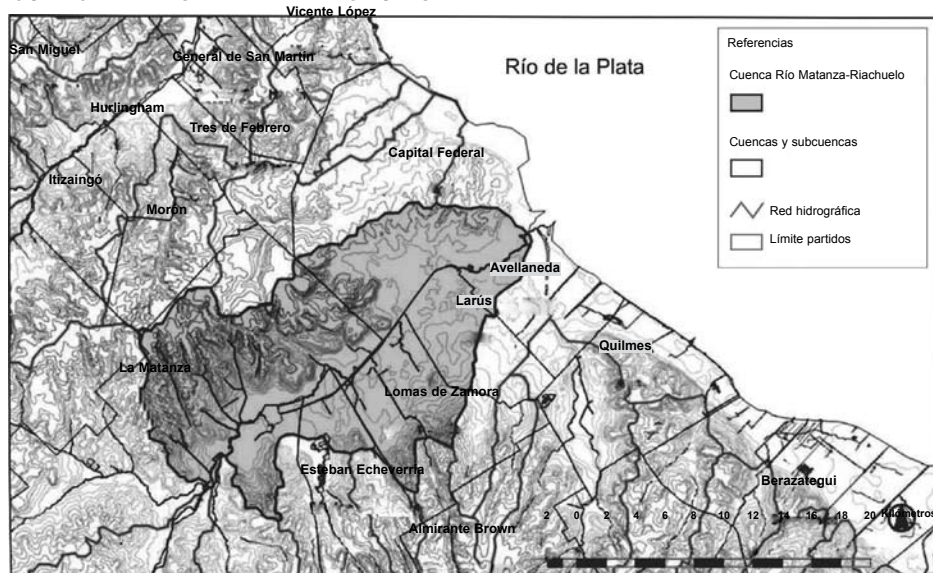 Vicente López
San Miguel
General de San Martín
Río de la Plata
Hurlingham
Tres de Febrero
Capital Federal
Itizaingó
Morón
Avellaneda
Larús
Quilmes
La Matanza
Lomas de Zamora
Esteban Echeverría
Berazategui
Almirante Brown
Referencias
Cuenca Río Matanza-Riachuelo
Cuencas y subcuencas
Red hidrográfica
Límite partidos
2 0 2 4 6 8 10 12 14 16 18 20 Kilómetros